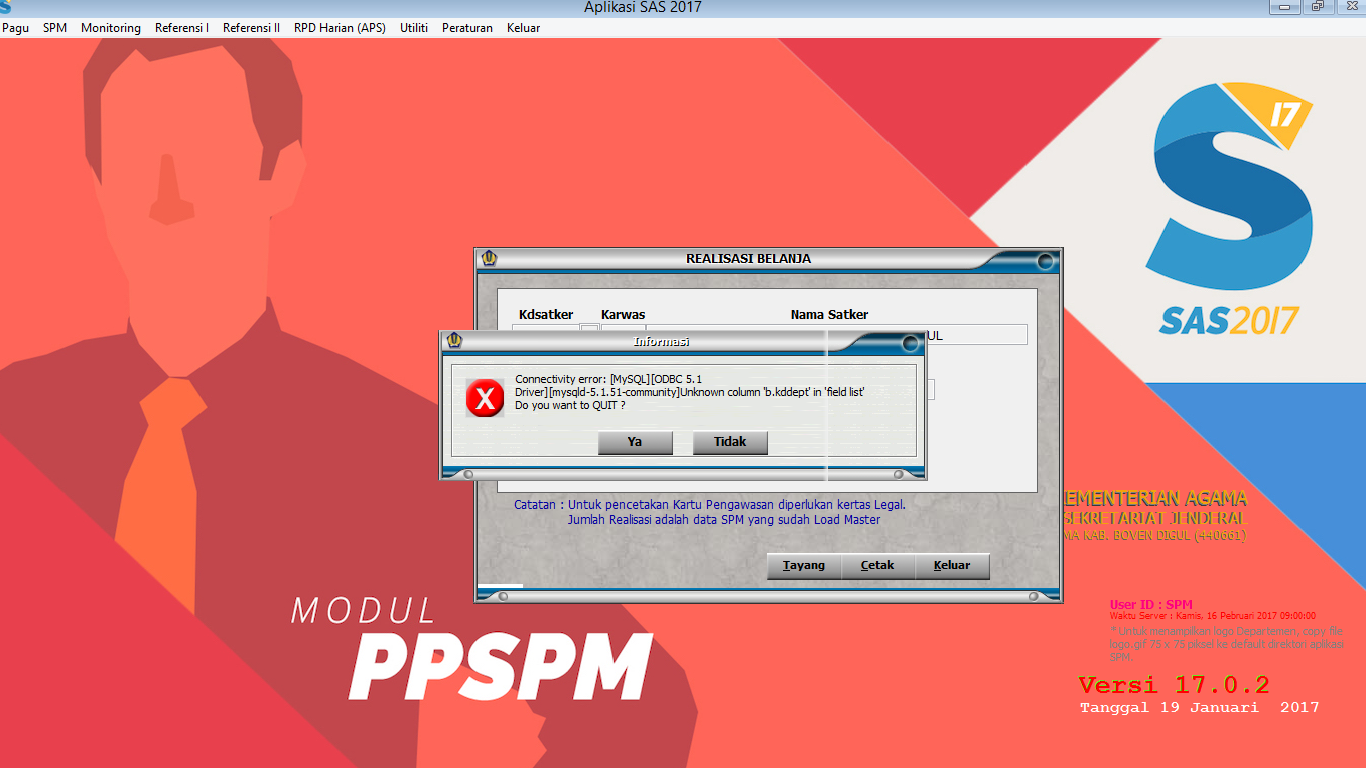 Aplikasi SAS 2017
Pagu SPM Monitoring Referensi I Referensi II RPD Harian (APS) Utiliti Peraturan Keluar
17
SAS2017
REALISASI BELANJA
Kdsatker Karwas Nama Satker
UL
Informasi
Connectivity error: [MySQL][ODBC 5.1
Driver][mysqld-5.1.51-community]Unknown column 'b.kddept' in 'field list'
Do you want to QUIT ?
Ya Tidak
Catatan : Untuk pencetakan Kartu Pengawasan diperlukan kertas Legal.
Jumlah Realisasi adalah data SPM yang sudah Load Master
Tayang Cetak Keluar
EMENTERIAN AGAMA
SEKRETARIAT JENDERAL
MA KAB. BOVEN DIGUL (440661)
MODUL
PPSPM
User ID : SPM
Waktu Server : Kamis, 16 Pebruari 2017 09:00:00
* Untuk menampilkan logo Departemen, copy file
logo.gif 75 x 75 piksel ke default direktori aplikasi
SPM.
Versi 17.0.2
Tanggal 19 Januari 2017